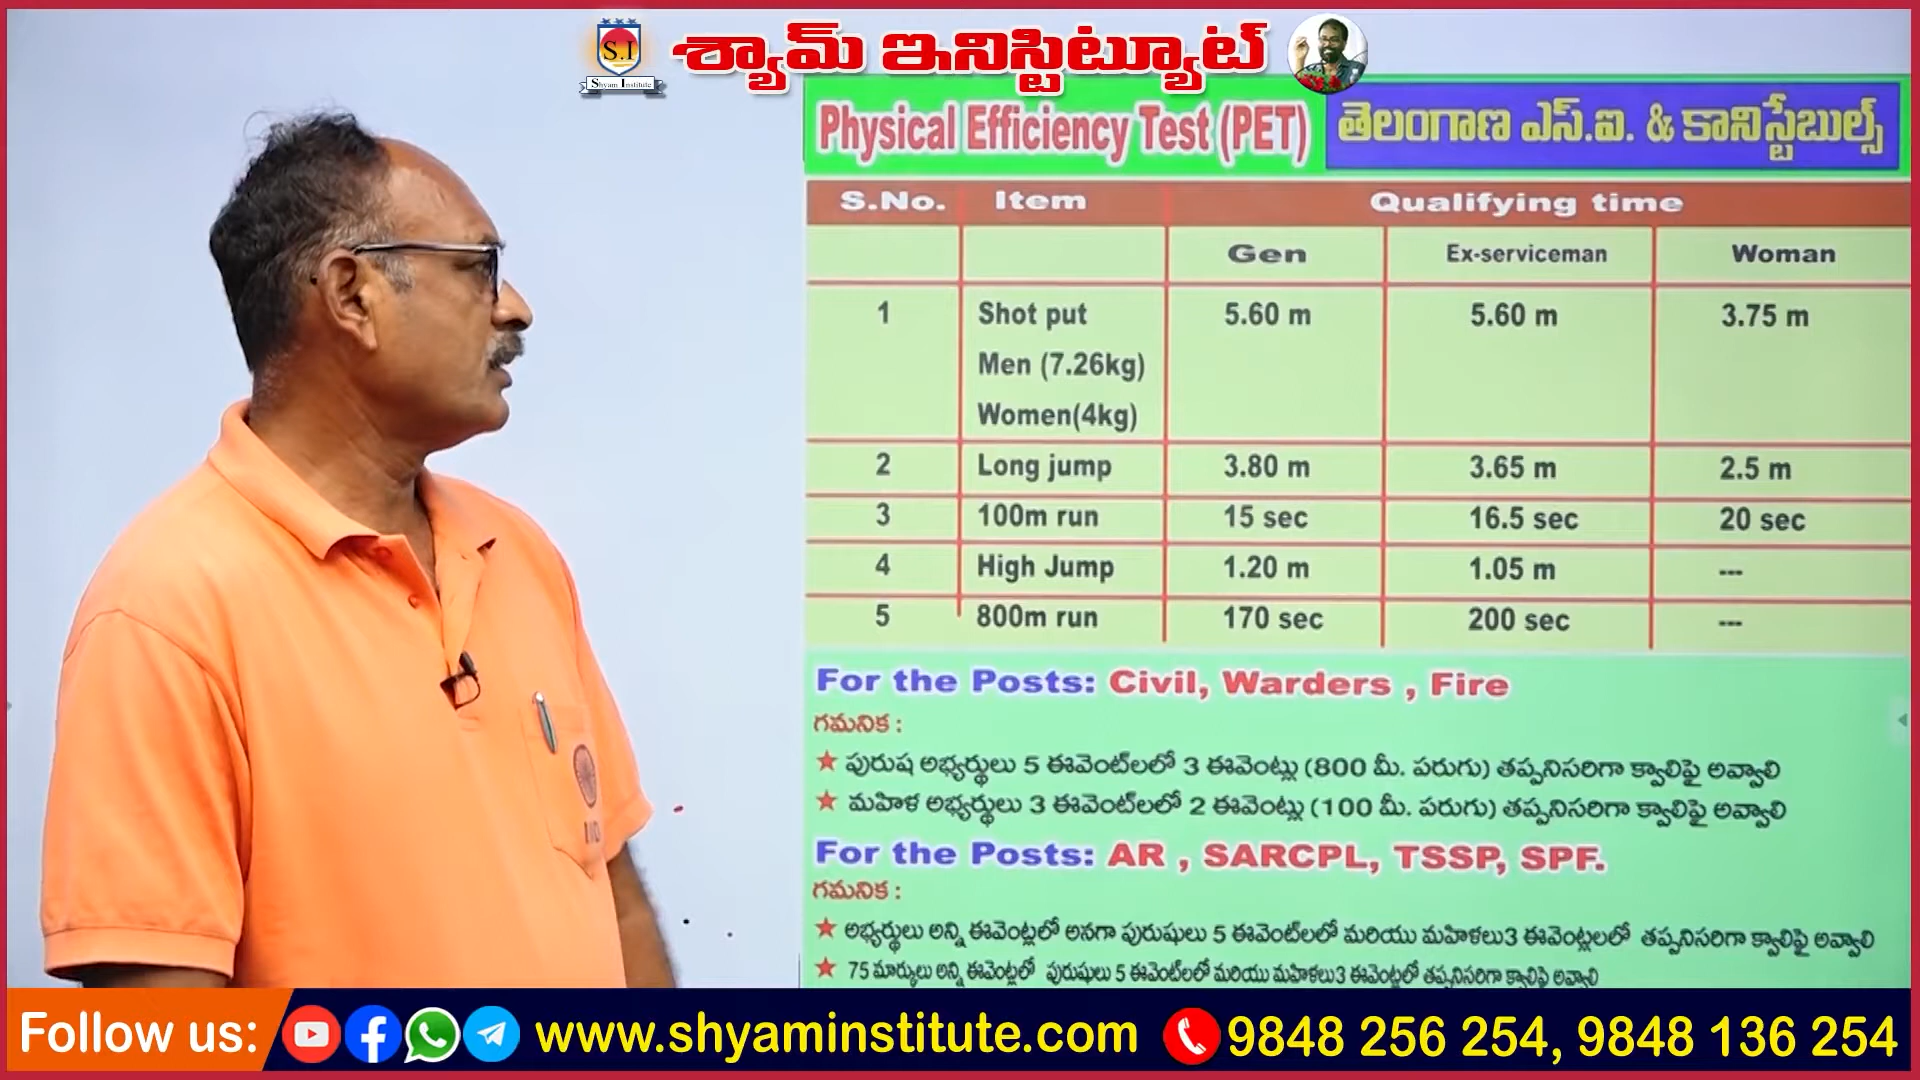 S.I
Shyam Institute
శ్యామ్ ఇనిస్టిట్యూట్
Physical Efficiency Test (PET)
తెలంగాణ ఎస్.ఐ. & కానిస్టేబుల్స్
S.No. Item Qualifying time
Gen Ex-serviceman Woman
1 Shot put 5.60 m 5.60 m 3.75 m
Men (7.26kg)
Women(4kg)
2 Long jump 3.80 m 3.65 m 2.5 m
3 100m run 15 sec 16.5 sec 20 sec
4 High Jump 1.20 m 1.05 m ---
5 800m run 170 sec 200 sec ---
For the Posts: Civil, Warders , Fire
గమనిక :
★ పురుష అభ్యర్థులు 5 ఈవెంట్‌లలో 3 ఈవెంట్లు (800 మీ. పరుగు) తప్పనిసరిగా క్వాలిఫై అవ్వాలి
★ మహిళ అభ్యర్థులు 3 ఈవెంట్‌లలో 2 ఈవెంట్లు (100 మీ. పరుగు) తప్పనిసరిగా క్వాలిఫై అవ్వాలి
For the Posts: AR , SARCPL, TSSP, SPF.
గమనిక :
★ అభ్యర్థులు అన్ని ఈవెంట్లలో అనగా పురుషులు 5 ఈవెంట్‌లలో మరియు మహిళలు3 ఈవెంట్లలలో తప్పనిసరిగా క్వాలిఫై అవ్వాలి
★ 75 మార్కులు అన్ని ఈవెంట్లలో పురుషులు 5 ఈవెంట్‌లలో మరియు మహిళలు3 ఈవెంట్లలో తప్పనిసరిగా క్వాలిఫై అవ్వాలి
Follow us: www.shyaminstitute.com 9848 256 254, 9848 136 254